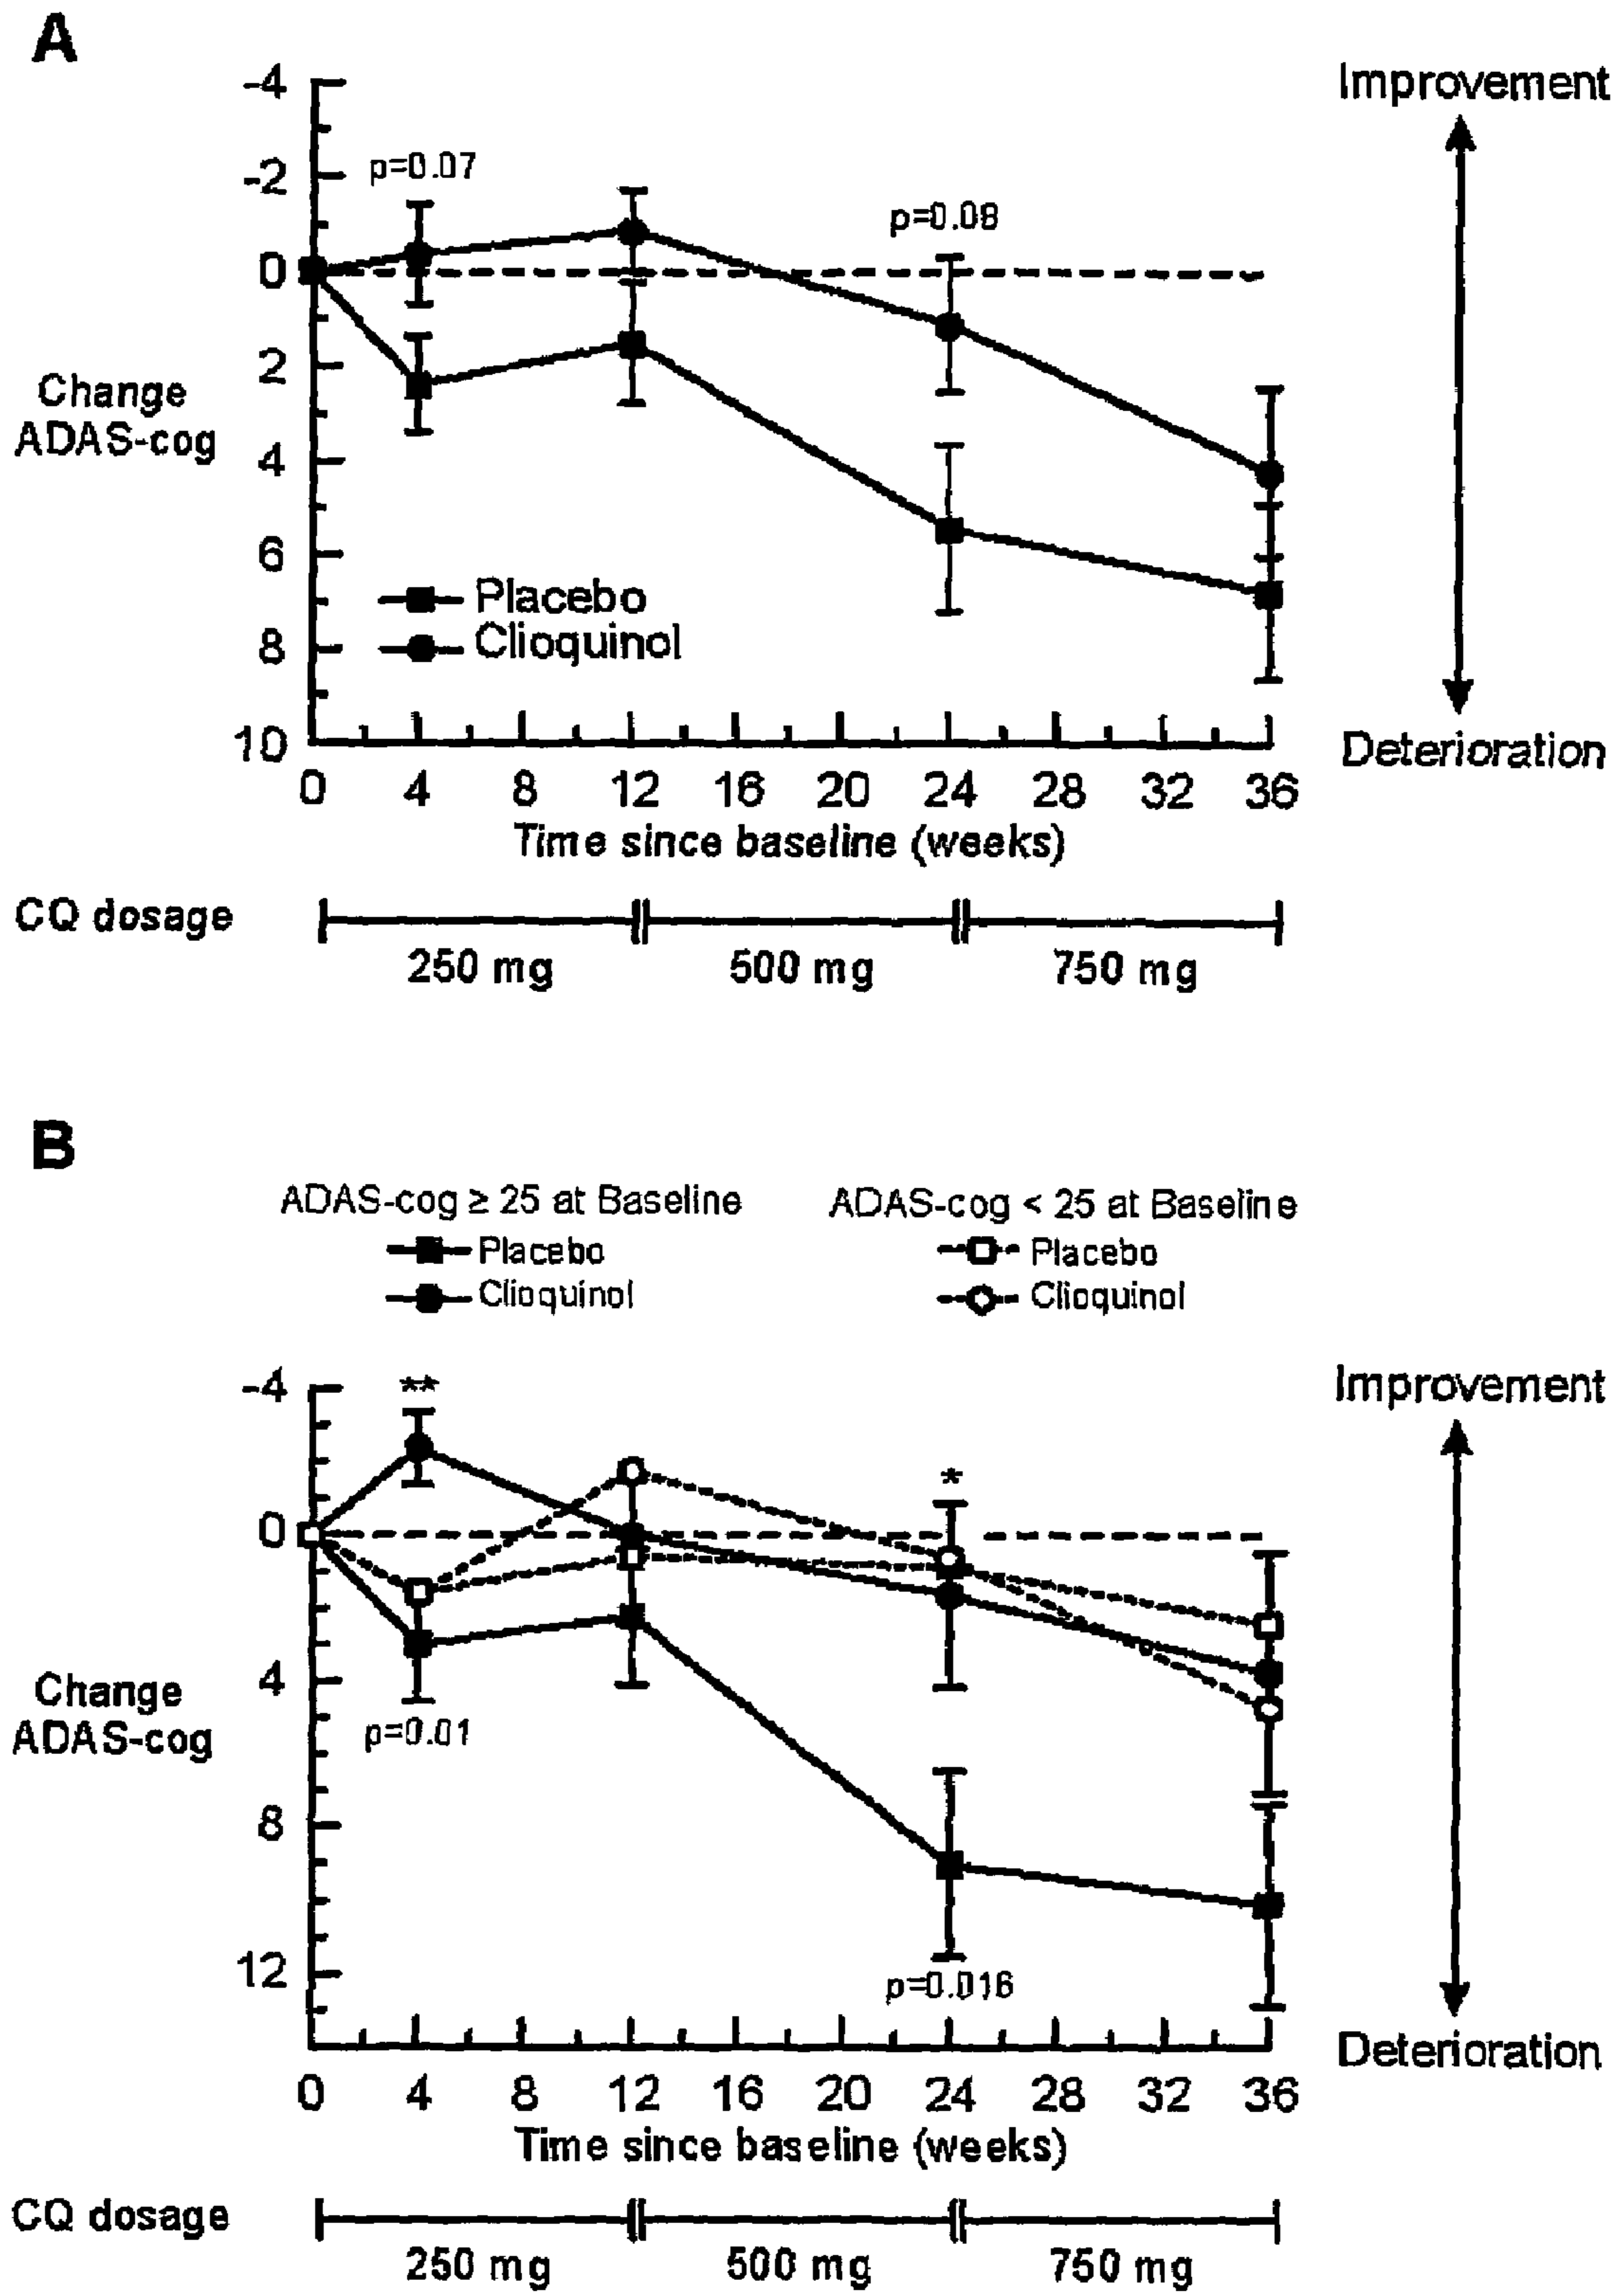 A
Improvement
-4
p=0.07
-2
p=0.08
0
2
Change
ADAS-cog
4
6
Placebo
Clioquinol
8
10
Deterioration
0 4 8 12 16 20 24 28 32 36
Time since baseline (weeks)
CQ dosage
250 mg 500 mg 750 mg
B
ADAS-cog ≥ 25 at Baseline ADAS-cog < 25 at Baseline
Placebo Placebo
Clioquinol Clioquinol
-4
**
Improvement
*
0
4
Change
ADAS-cog
p=0.01
8
12
p=0.016
Deterioration
0 4 8 12 16 20 24 28 32 36
Time since baseline (weeks)
CQ dosage
250 mg 500 mg 750 mg